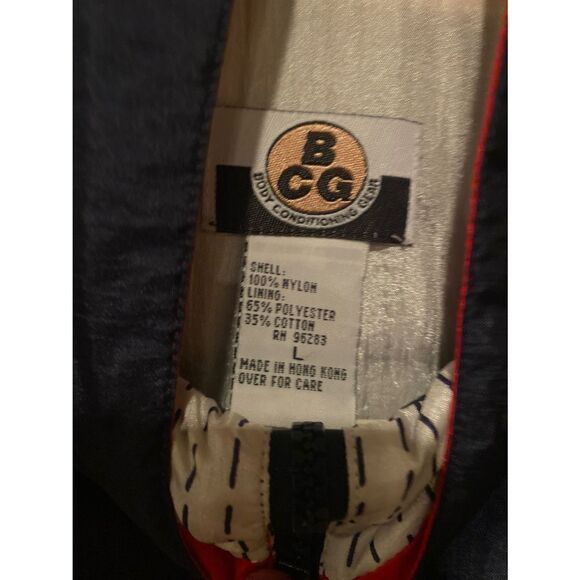 B
CG
BODY CONDITIONING GEAR
SHELL:
100% NYLON
LINING:
65% POLYESTER
35% COTTON
RN 96283
L
MADE IN HONG KONG
OVER FOR CARE